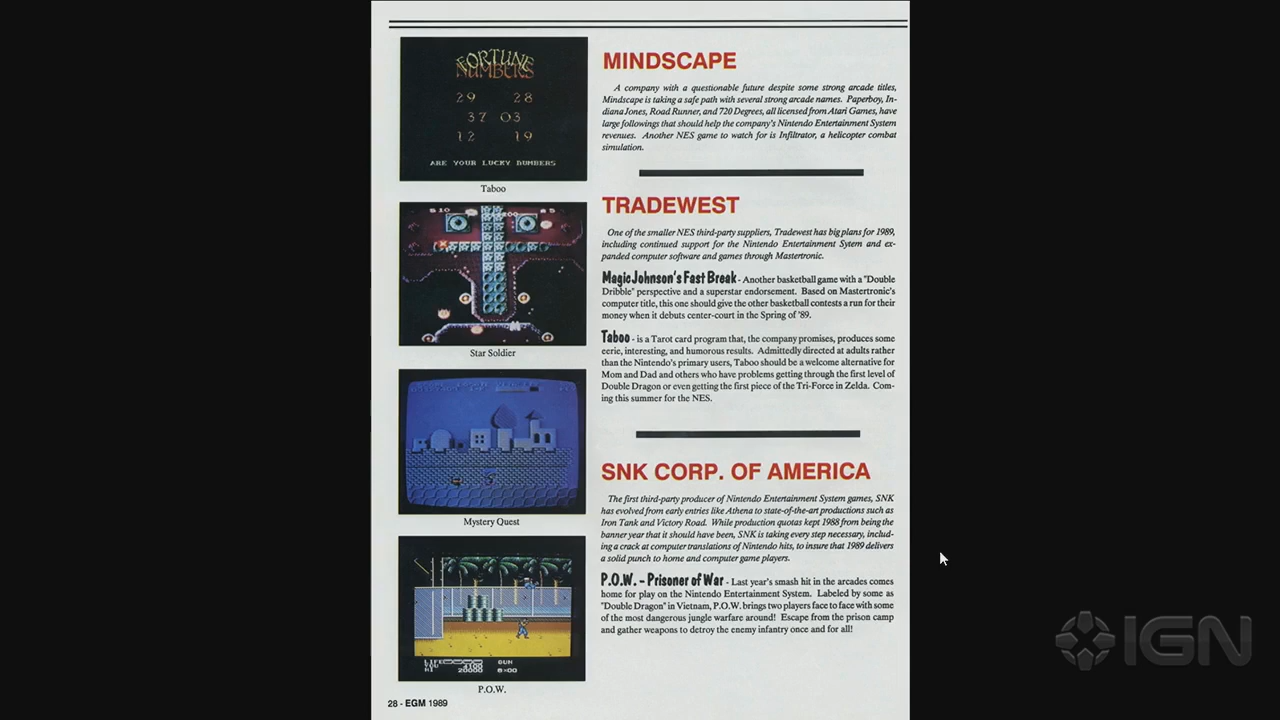 FORTUNE
NUMBERS
29 28
37 03
12 19
ARE YOUR LUCKY NUMBERS
Taboo
Star Soldier
Mystery Quest
LIFE
YOU 4100
HI 20000
GUN
P.O.W.
28 - EGM 1989
MINDSCAPE
A company with a questionable future despite some strong arcade titles,
Mindscape is taking a safe path with several strong arcade names. Paperboy, In-
diana Jones, Road Runner, and 720 Degrees, all licensed from Atari Games, have
large followings that should help the company's Nintendo Entertainment System
revenues. Another NES game to watch for is Infiltrator, a helicopter combat
simulation.
TRADEWEST
One of the smaller NES third-party suppliers, Tradewest has big plans for 1989,
including continued support for the Nintendo Entertainment Sytem and ex-
panded computer software and games through Mastertronic.
Magic Johnson's Fast Break - Another basketball game with a "Double
Dribble" perspective and a superstar endorsement. Based on Mastertronic's
computer title, this one should give the other basketball contests a run for their
money when it debuts center-court in the Spring of '89.
Taboo - is a Tarot card program that, the company promises, produces some
eerie, interesting, and humorous results. Admittedly directed at adults rather
than the Nintendo's primary users, Taboo should be a welcome alternative for
Mom and Dad and others who have problems getting through the first level of
Double Dragon or even getting the first piece of the Tri-Force in Zelda. Com-
ing this summer for the NES.
SNK CORP. OF AMERICA
The first third-party producer of Nintendo Entertainment System games, SNK
has evolved from early entries like Athena to state-of-the-art productions such as
Iron Tank and Victory Road. While production quotas kept 1988 from being the
banner year that it should have been, SNK is taking every step necessary, includ-
ing a crack at computer translations of Nintendo hits, to insure that 1989 delivers
a solid punch to home and computer game players.
P.O.W. - Prisoner of War - Last year's smash hit in the arcades comes
home for play on the Nintendo Entertainment System. Labeled by some as
"Double Dragon" in Vietnam, P.O.W. brings two players face to face with some
of the most dangerous jungle warfare around! Escape from the prison camp
and gather weapons to detroy the enemy infantry once and for all!
IGN